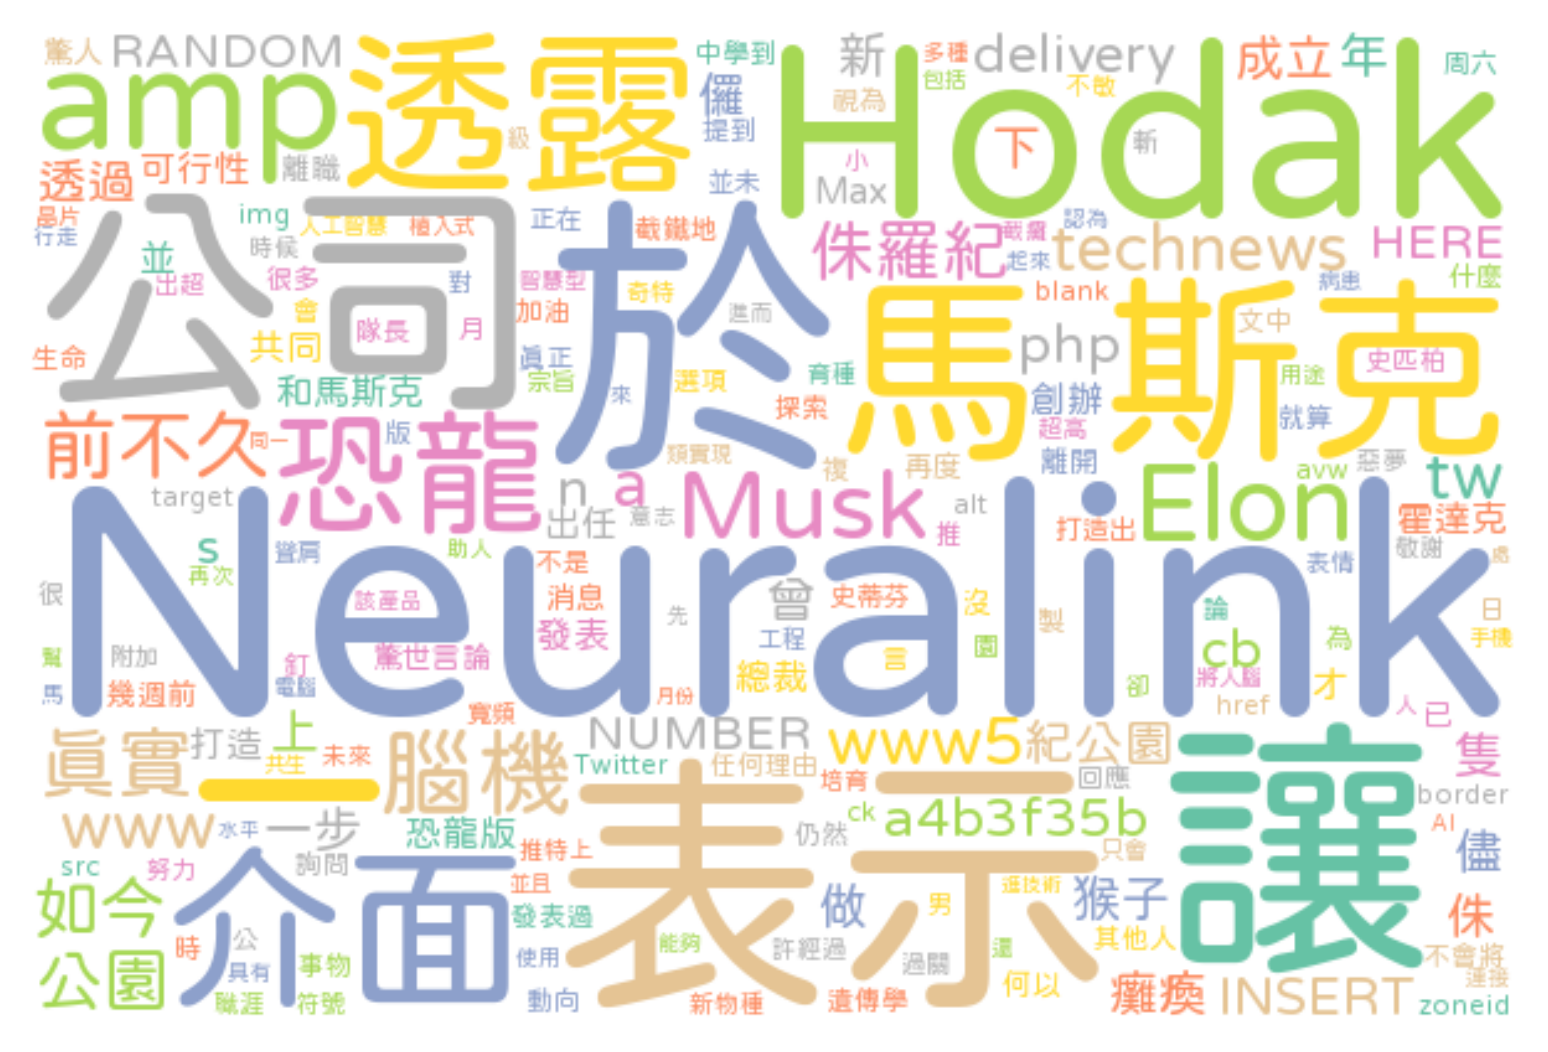 驚人 RANDOM 透露 中學到 Hodak 新 多種 delivery 成立 年 周六
amp 級 儸 提到 視為 包括 不敏
透過 可行性 離職 並未 小 Max 下 斬
晶片 行走 公司 img 人工智慧 植入式 正在 於 截鐵地 侏羅紀 截癱 認為 起來 technews HERE
並 時候 出超 很多 對 智慧型 奇特 blank 病患 什麼
會 加油 進而 馬斯克 php 文中
生命 共同 隊長 月 真正 宗旨 育種 史匹柏 用途
和馬斯克 來 選項 探索 創辦 就算
前不久 同一 恐龍 版 類實現 複 再度 超高 離開 avw 惡夢
target n 出任 a 意志 Musk alt 推 打造出 Elon tw 霍達克
Neuralink s 再次 聳肩 助人 不是 敬謝 處 表情
很 該產品 消息 先 曾 史蒂芬 沒 製 論 日
幫 附加 釘 驚世言論 發表 工程 總裁 言 園 cb 為 手機
馬 幾週前 電腦 寬頻 月份 卻 將人腦 href 才 人 已
真實 打造 上 共生 未來 腦機 NUMBER Twitter 任何理由 www5 紀公園 回應 讓 隻
一 培育 border
www 水平 一步 恐龍版 表示 仍然 ck a4b3f35b AI
src 努力 詢問 推特上 只會 儘
如今 介面 並且 發表過 做 男 護技術 猴子 侏
時 公 具有 事物 使用 能夠 許經過 過關 還 其他人 不會將
公園 職涯 符號 動向 新物種 遺傳學 何以 癱瘓 INSERT 連接 zoneid